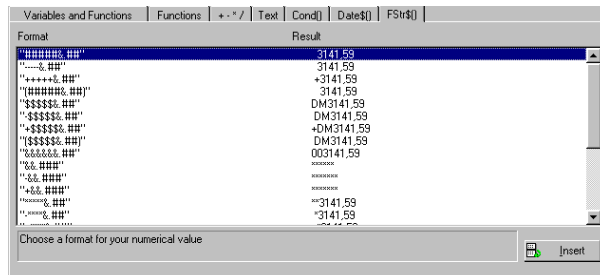 Variables and Functions Functions + - * / Text Cond() Date$() FStr$()
Format Result
"#####&.##" 3141,59
"-----&.##" 3141,59
"+++++&.##" +3141,59
"(#####&.##)" 3141,59
"$$$$$&.##" DM3141,59
"-$$$$$&.##" DM3141,59
"+$$$$$&.##" +DM3141,59
"($$$$$&.##)" DM3141,59
"&&&&&&.##" 003141,59
"&&.###" ******
"-&&.###" *******
"+&&.###" *******
"*****&.##" **3141,59
"-****&.##" *3141,59
Choose a format for your numerical value
Insert